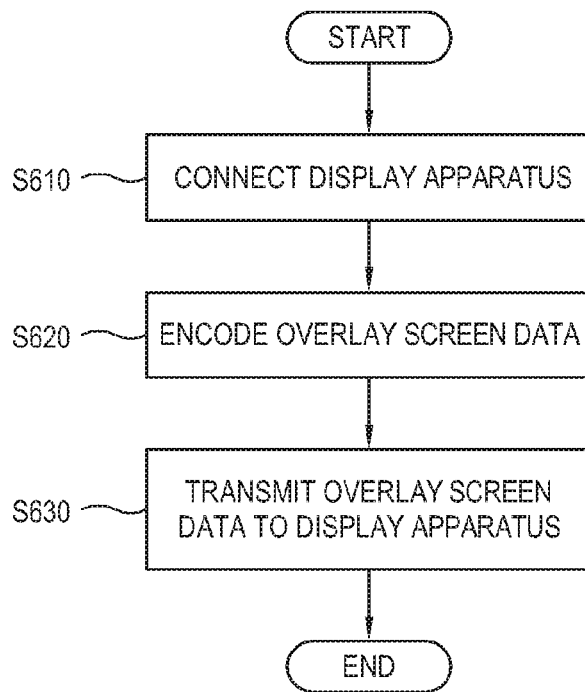 START
S610 CONNECT DISPLAY APPARATUS
S620 ENCODE OVERLAY SCREEN DATA
S630 TRANSMIT OVERLAY SCREEN
DATA TO DISPLAY APPARATUS
END